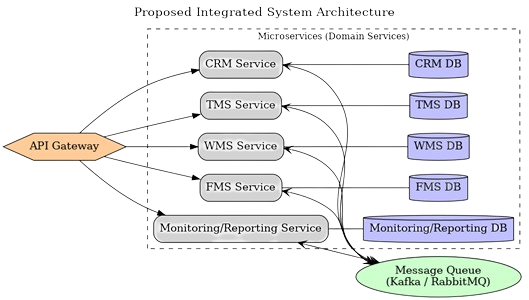 Proposed Integrated System Architecture
Microservices (Domain Services)
CRM Service
CRM DB
TMS Service
TMS DB
API Gateway
WMS Service
WMS DB
FMS Service
FMS DB
Monitoring/Reporting Service
Monitoring/Reporting DB
Message Queue
(Kafka / RabbitMQ)